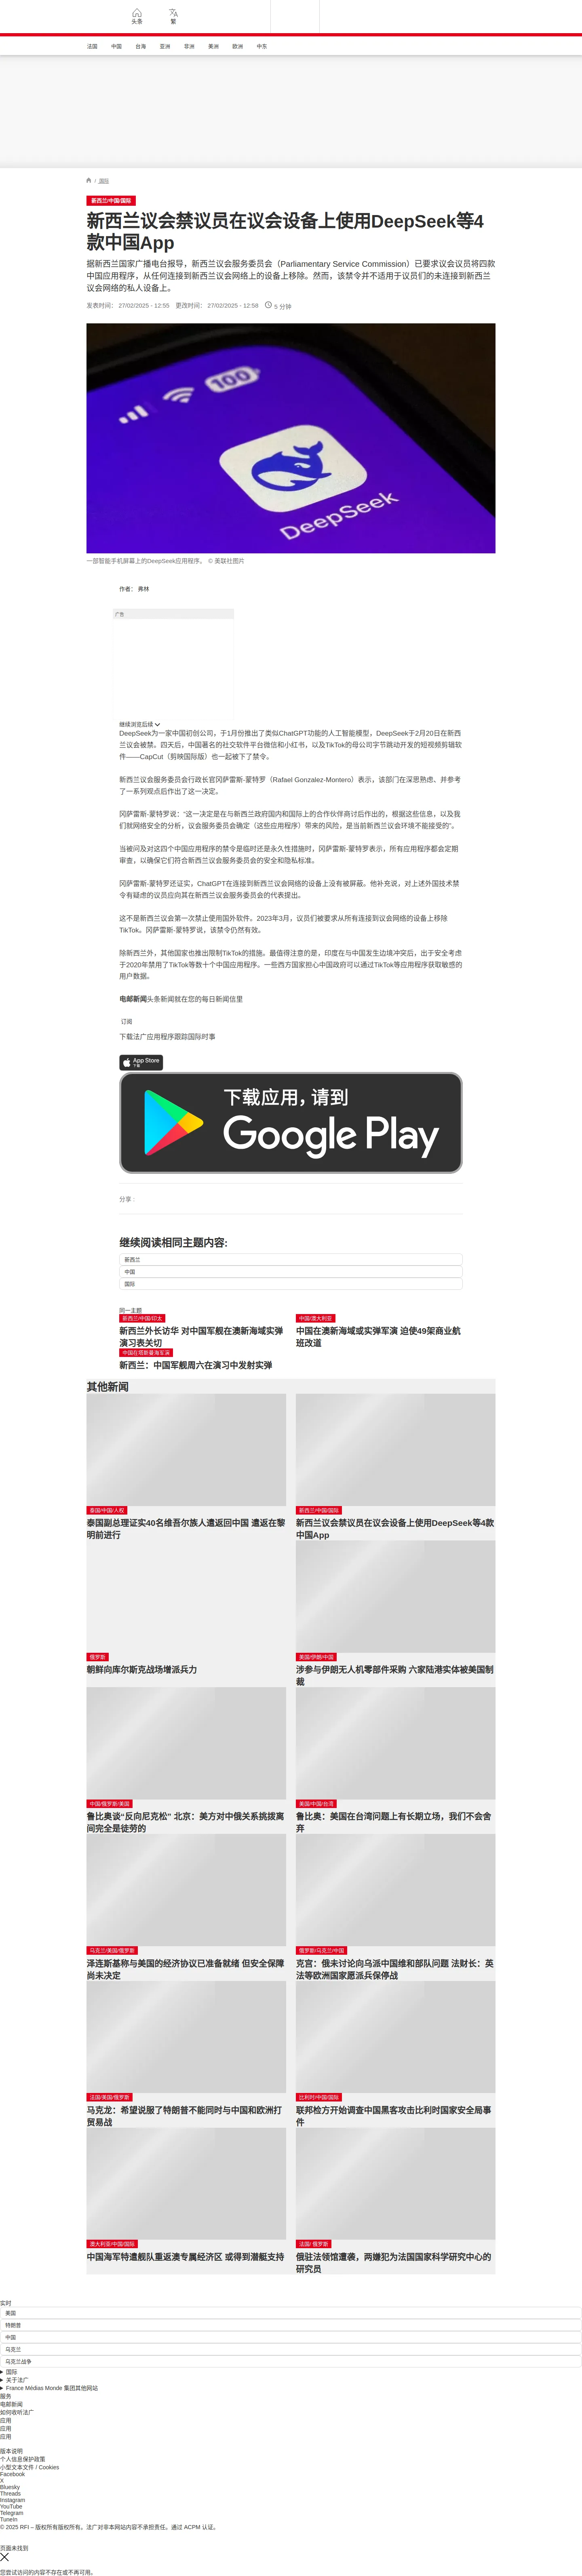 头条
繁
法国
中国
台海
亚洲
非洲
美洲
欧洲
中东
/ 国际
新西兰/中国/国际
新西兰议会禁议员在议会设备上使用DeepSeek等4
款中国App
据新西兰国家广播电台报导，新西兰议会服务委员会（Parliamentary Service Commission）已要求议会议员将四款
中国应用程序，从任何连接到新西兰议会网络上的设备上移除。然而，该禁令并不适用于议员们的未连接到新西兰
议会网络的私人设备上。
发表时间： 27/02/2025 - 12:55 更改时间： 27/02/2025 - 12:58 5 分钟
100
DeepSeek
一部智能手机屏幕上的DeepSeek应用程序。 © 美联社图片
作者： 弗林
广告
继续浏览后续
DeepSeek为一家中国初创公司，于1月份推出了类似ChatGPT功能的人工智能模型，DeepSeek于2月20日在新西
兰议会被禁。四天后，中国著名的社交软件平台微信和小红书，以及TikTok的母公司字节跳动开发的短视频剪辑软
件——CapCut（剪映国际版）也一起被下了禁令。
新西兰议会服务委员会行政长官冈萨雷斯-蒙特罗（Rafael Gonzalez-Montero）表示，该部门在深思熟虑、并参考
了一系列观点后作出了这一决定。
冈萨雷斯-蒙特罗说：“这一决定是在与新西兰政府国内和国际上的合作伙伴商讨后作出的，根据这些信息，以及我
们就网络安全的分析，议会服务委员会确定（这些应用程序）带来的风险，是当前新西兰议会环境不能接受的”。
当被问及对这四个中国应用程序的禁令是临时还是永久性措施时，冈萨雷斯-蒙特罗表示，所有应用程序都会定期
审查，以确保它们符合新西兰议会服务委员会的安全和隐私标准。
冈萨雷斯-蒙特罗还证实，ChatGPT在连接到新西兰议会网络的设备上没有被屏蔽。他补充说，对上述外国技术禁
令有疑虑的议员应向其在新西兰议会服务委员会的代表提出。
这不是新西兰议会第一次禁止使用国外软件。2023年3月，议员们被要求从所有连接到议会网络的设备上移除
TikTok。冈萨雷斯-蒙特罗说，该禁令仍然有效。
除新西兰外，其他国家也推出限制TikTok的措施。最值得注意的是，印度在与中国发生边境冲突后，出于安全考虑
于2020年禁用了TikTok等数十个中国应用程序。一些西方国家担心中国政府可以通过TikTok等应用程序获取敏感的
用户数据。
电邮新闻头条新闻就在您的每日新闻信里
订阅
下载法广应用程序跟踪国际时事
App Store
下载
下载应用，请到
Google Play
分享 :
继续阅读相同主题内容:
新西兰
中国
国际
同一主题
新西兰/中国/印太
新西兰外长访华 对中国军舰在澳新海域实弹
演习表关切
中国/澳大利亚
中国在澳新海域或实弹军演 迫使49架商业航
班改道
中国在塔斯曼海军演
新西兰：中国军舰周六在演习中发射实弹
其他新闻
泰国/中国/人权
泰国副总理证实40名维吾尔族人遣返回中国 遣返在黎
明前进行
新西兰/中国/国际
新西兰议会禁议员在议会设备上使用DeepSeek等4款
中国App
俄罗斯
朝鲜向库尔斯克战场增派兵力
美国/伊朗/中国
涉参与伊朗无人机零部件采购 六家陆港实体被美国制
裁
中国/俄罗斯/美国
鲁比奥谈“反向尼克松” 北京：美方对中俄关系挑拨离
间完全是徒劳的
美国/中国/台湾
鲁比奥：美国在台湾问题上有长期立场，我们不会舍
弃
乌克兰/美国/俄罗斯
泽连斯基称与美国的经济协议已准备就绪 但安全保障
尚未决定
俄罗斯/乌克兰/中国
克宫：俄未讨论向乌派中国维和部队问题 法财长：英
法等欧洲国家愿派兵保停战
法国/美国/俄罗斯
马克龙：希望说服了特朗普不能同时与中国和欧洲打
贸易战
比利时/中国/国际
联邦检方开始调查中国黑客攻击比利时国家安全局事
件
澳大利亚/中国/国际
中国海军特遣舰队重返澳专属经济区 或得到潜艇支持
法国/ 俄罗斯
俄驻法领馆遭袭，两嫌犯为法国国家科学研究中心的
研究员
实时
美国
特朗普
中国
乌克兰
乌克兰战争
国际
关于法广
France Médias Monde 集团其他网站
服务
电邮新闻
如何收听法广
应用
应用
应用
版本说明
个人信息保护政策
小型文本文件 / Cookies
Facebook
X
Bluesky
Threads
Instagram
YouTube
Telegram
TuneIn
© 2025 RFI – 版权所有版权所有。法广对非本网站内容不承担责任。通过 ACPM 认证。
页面未找到
您尝试访问的内容不存在或不再可用。